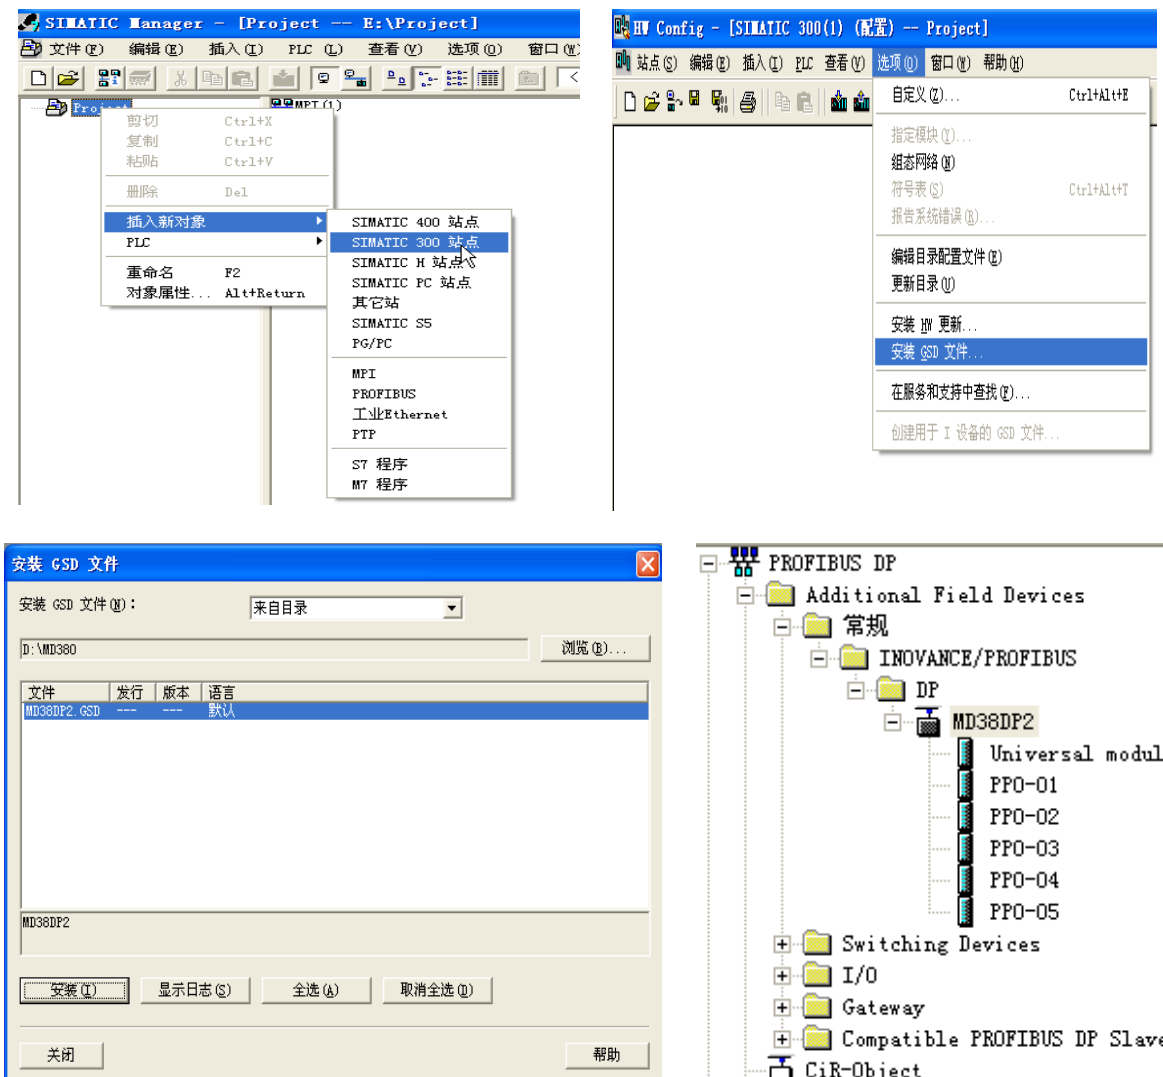 SIMATIC Manager - [Project -- E:\Project]
文件(F) 编辑(E) 插入(I) PLC (L) 查看(V) 选项(O) 窗口(W)
Project
MPI(1)
剪切 Ctrl+X
复制 Ctrl+C
粘贴 Ctrl+V
删除 Del
插入新对象
PLC
重命名 F2
对象属性... Alt+Return
SIMATIC 400 站点
SIMATIC 300 站点
SIMATIC H 站点
SIMATIC PC 站点
其它站
SIMATIC S5
PG/PC
MPI
PROFIBUS
工业Ethernet
PTP
S7 程序
M7 程序
HW Config - [SIMATIC 300(1) (配置) -- Project]
站点(S) 编辑(E) 插入(I) PLC 查看(V) 选项(O) 窗口(W) 帮助(H)
自定义(Z)... Ctrl+Alt+E
指定模块(Y)...
组态网络(N)
符号表(S) Ctrl+Alt+T
报告系统错误(R)...
编辑目录配置文件(E)
更新目录(U)
安装 HW 更新...
安装 GSD 文件...
在服务和支持中查找(F)...
创建用于 I 设备的 GSD 文件...
安装 GSD 文件
安装 GSD 文件(N): 来自目录
D:\MD380 浏览(B)...
文件 发行 版本 语言
MD38DP2.GSD --- --- 默认
MD38DP2
安装(I) 显示日志(S) 全选(A) 取消全选(D)
关闭 帮助
PROFIBUS DP
Additional Field Devices
常规
INOVANCE/PROFIBUS
DP
MD38DP2
Universal modul
PPO-01
PPO-02
PPO-03
PPO-04
PPO-05
Switching Devices
I/O
Gateway
Compatible PROFIBUS DP Slave
CiR-Object